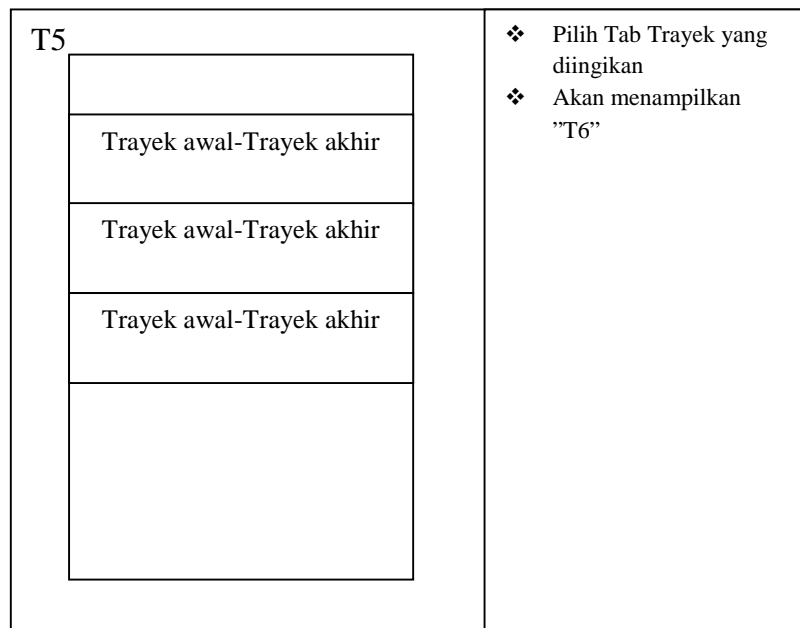 T5
Trayek awal-Trayek akhir
Trayek awal-Trayek akhir
Trayek awal-Trayek akhir
❖ Pilih Tab Trayek yang
diingikan
❖ Akan menampilkan
”T6”